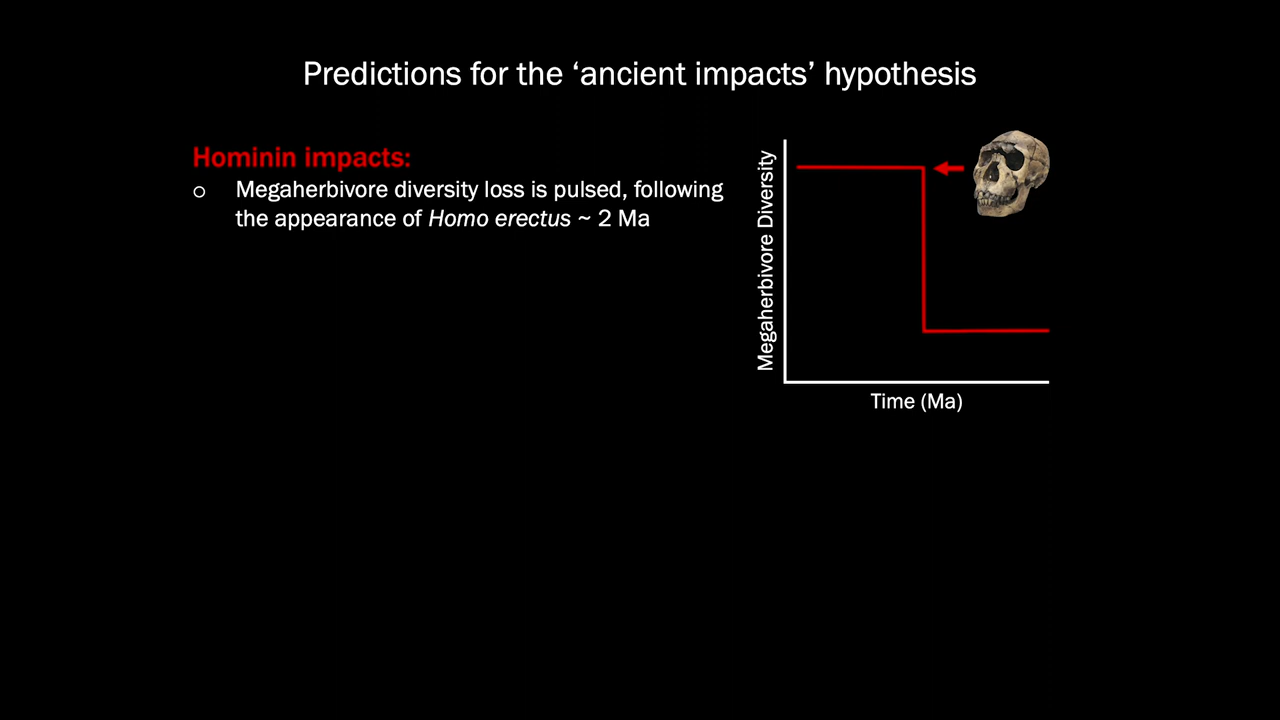 Predictions for the ‘ancient impacts’ hypothesis
Hominin impacts:
○ Megaherbivore diversity loss is pulsed, following
the appearance of Homo erectus ~ 2 Ma
Megaherbivore Diversity
Time (Ma)